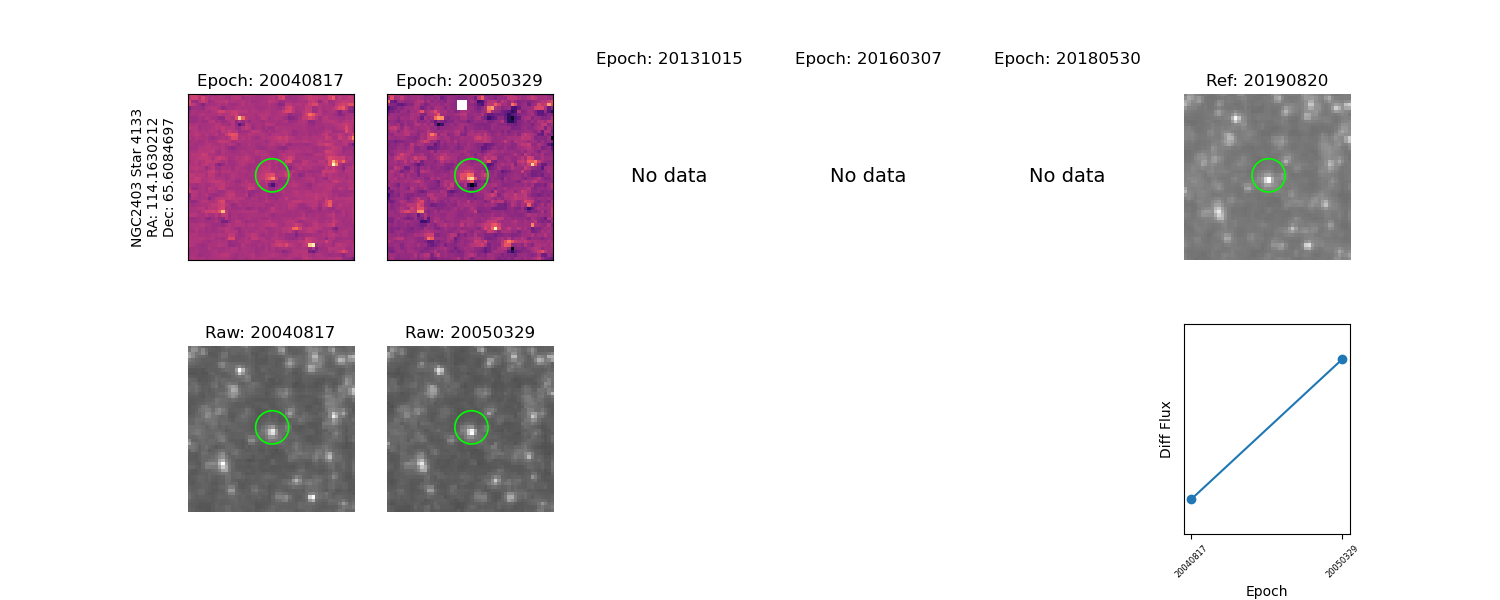 Epoch: 20040817
Epoch: 20050329
Epoch: 20131015
Epoch: 20160307
Epoch: 20180530
Ref: 20190820
NGC2403 Star 4133
RA: 114.1630212
Dec: 65.6084697
No data
No data
No data
Raw: 20040817
Raw: 20050329
Diff Flux
20040817
20050329
Epoch